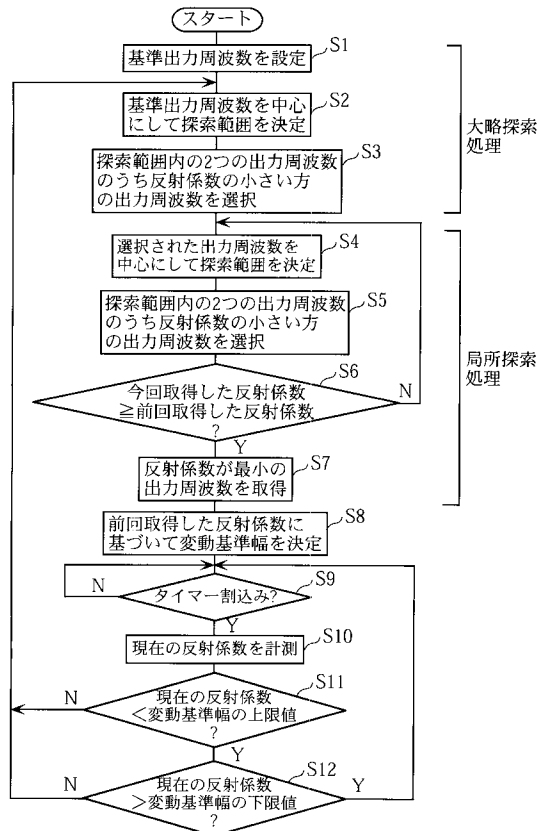 スタート
S1
基準出力周波数を設定
S2
基準出力周波数を中心
にして探索範囲を決定
大略探索
処理
S3
探索範囲内の2つの出力周波数
のうち反射係数の小さい方
の出力周波数を選択
S4
選択された出力周波数を
中心にして探索範囲を決定
S5
探索範囲内の2つの出力周波数
のうち反射係数の小さい方
の出力周波数を選択
局所探索
処理
S6
今回取得した反射係数
≧前回取得した反射係数
?
N
Y
S7
反射係数が最小の
出力周波数を取得
S8
前回取得した反射係数に
基づいて変動基準幅を決定
S9
N
タイマー割込み?
Y
S10
現在の反射係数を計測
S11
N
現在の反射係数
<変動基準幅の上限値
?
Y
S12
N
現在の反射係数
>変動基準幅の下限値
?
Y